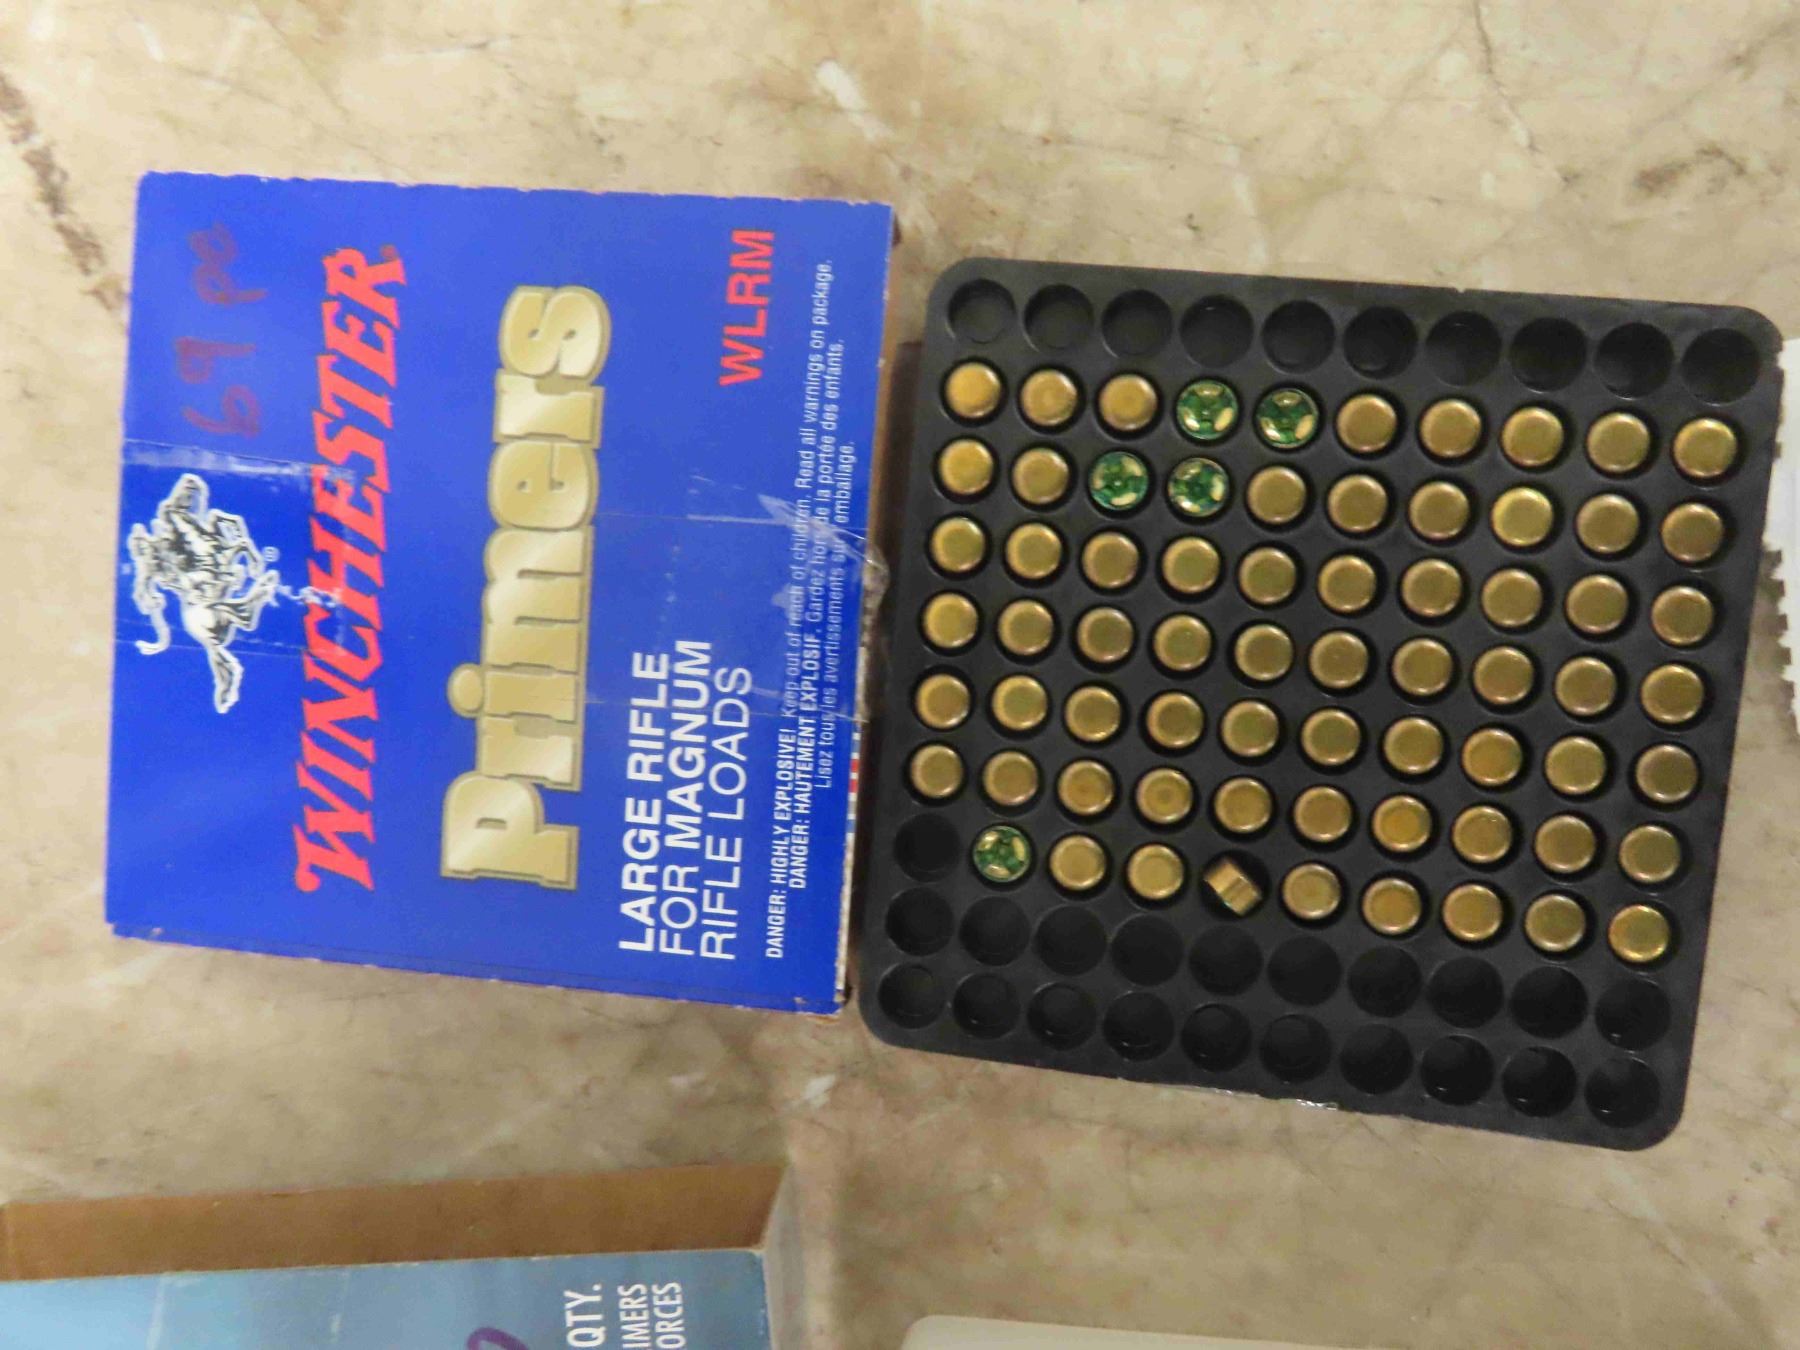 69 pc
WINCHESTER
®
Primers
LARGE RIFLE
FOR MAGNUM
RIFLE LOADS
WLRM
DANGER: HIGHLY EXPLOSIVE! Keep out of reach of children. Read all warnings on package.
DANGER: HAUTEMENT EXPLOSIF. Gardez hors de la portée des enfants.
Lisez tous les avertissements sur emballage.
QTY.
IMERS
ORCES